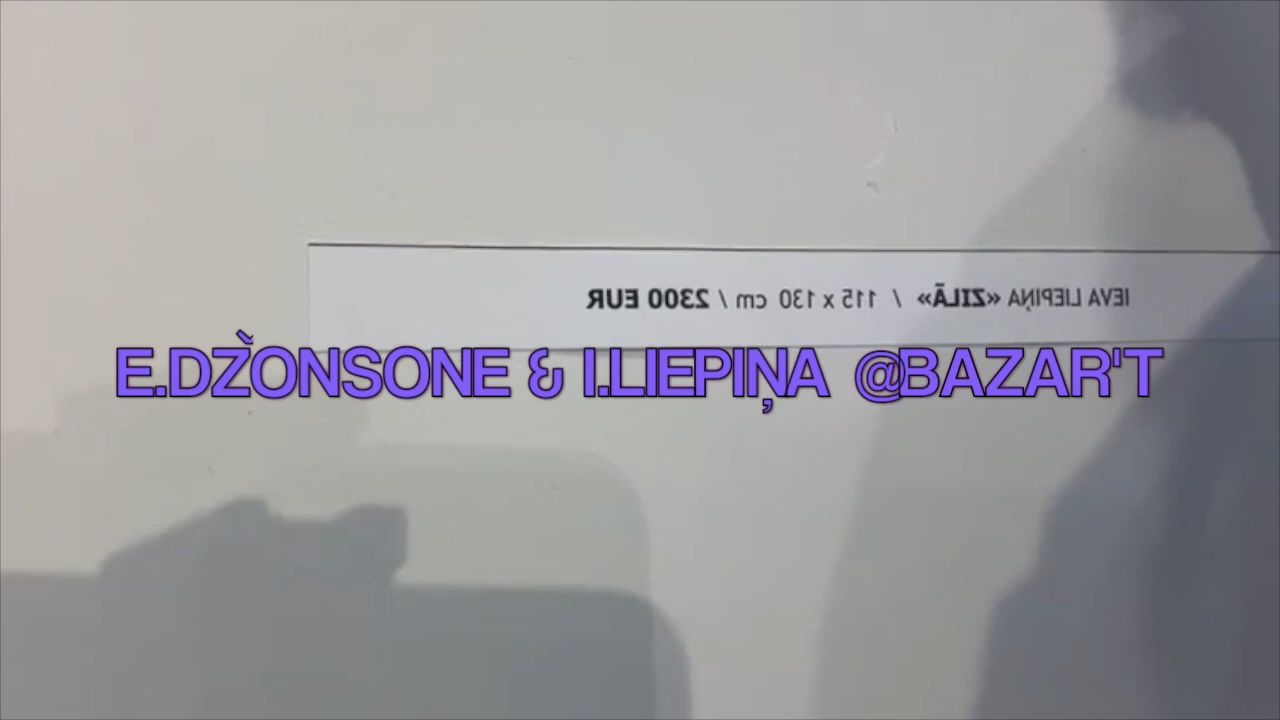 IEVA LIEPIŅA «ZILĀ» / 115 x 130 cm / 2300 EUR
E.DŽONSONE & I.LIEPIŅA @BAZAR'T